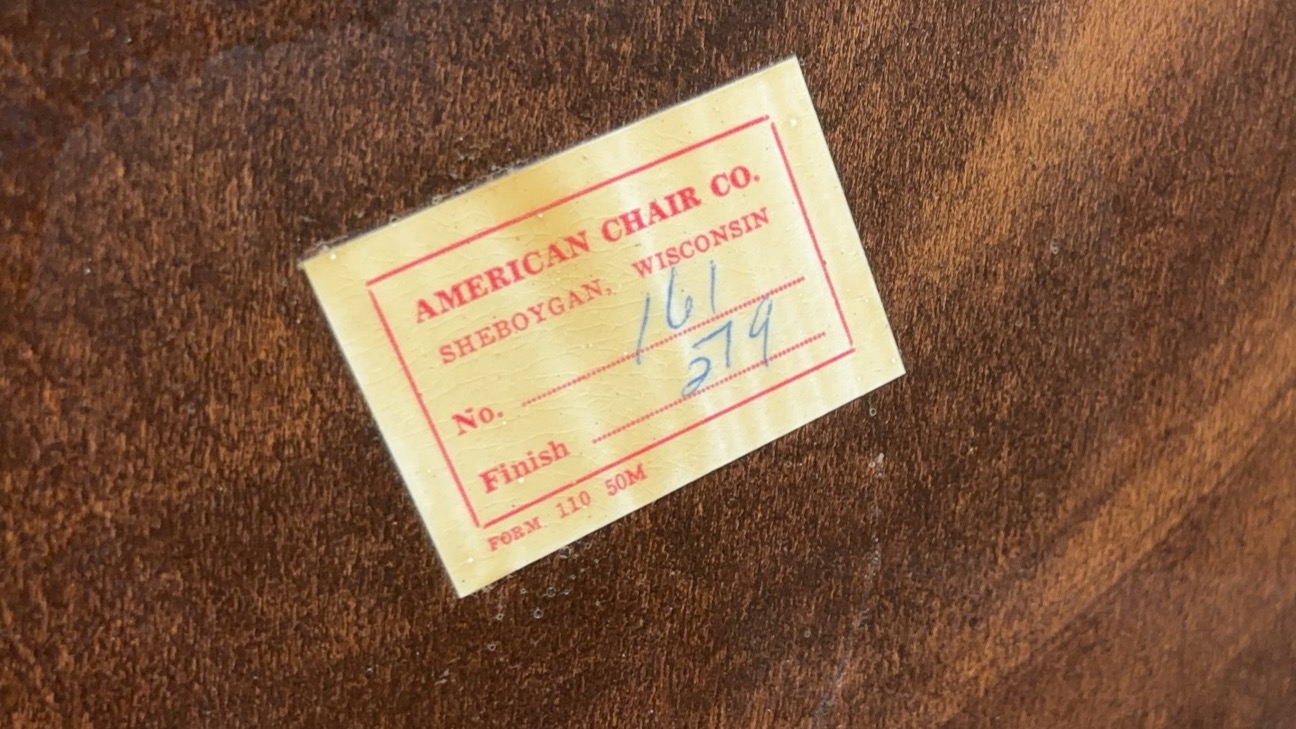 AMERICAN CHAIR CO.
SHEBOYGAN, WISCONSIN
No. 161
Finish 279
FORM 110 50M